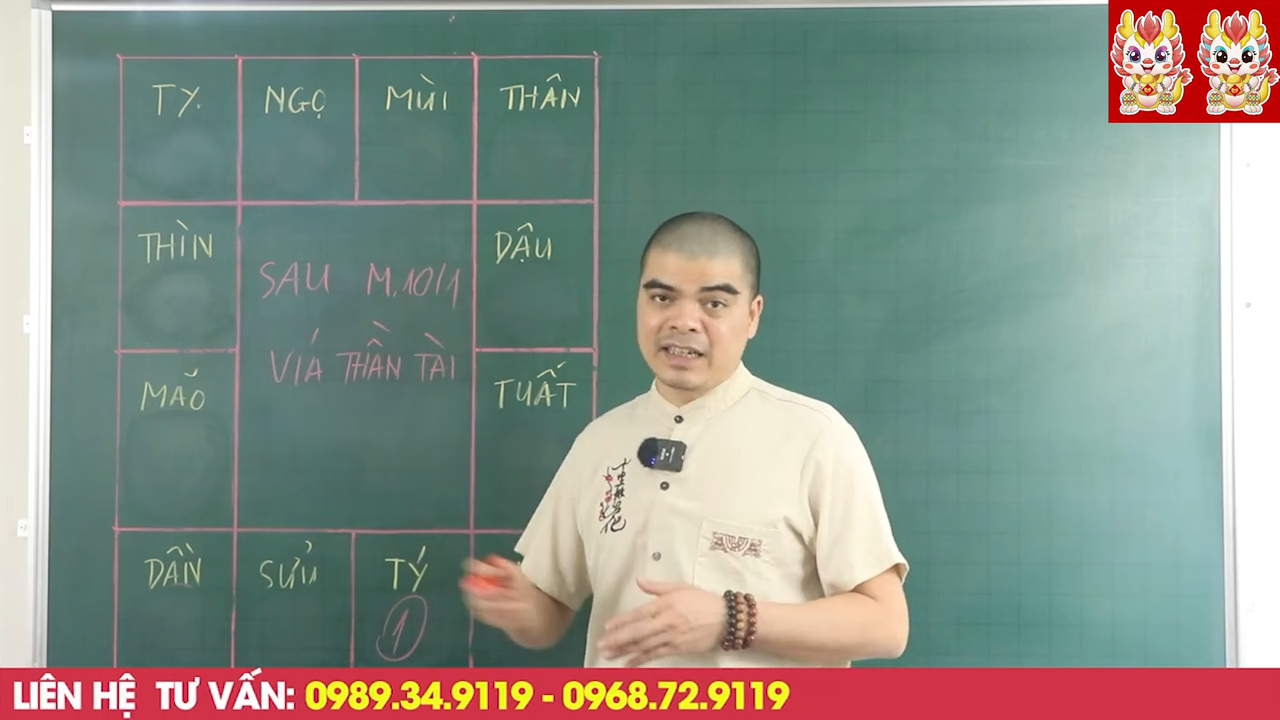 TỴ. NGỌ MÙI THÂN
THÌN DẬU
SAU M.10/1
VÍA THẦN TÀI
MÃO TUẤT
DẦN SỬU TÝ
1
LIÊN HỆ TƯ VẤN: 0989.34.9119 - 0968.72.9119